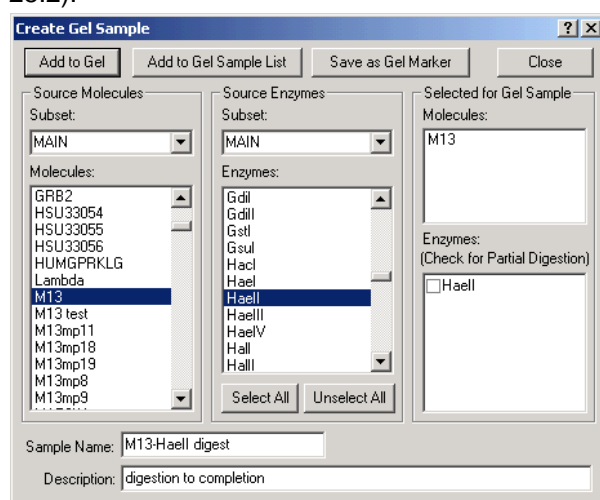 Create Gel Sample
Add to Gel
Add to Gel Sample List
Save as Gel Marker
Close
Source Molecules
Subset:
MAIN
Molecules:
GRB2
HSU33054
HSU33055
HSU33056
HUMGPRKLG
Lambda
M13
M13 test
M13mp11
M13mp18
M13mp19
M13mp8
M13mp9
Source Enzymes
Subset:
MAIN
Enzymes:
GdiI
GdiII
GstI
GsuI
HacI
HaeI
HaeII
HaeIII
HaeIV
HalI
HalII
Select All
Unselect All
Selected for Gel Sample
Molecules:
M13
Enzymes:
(Check for Partial Digestion)
HaeII
Sample Name: M13-HaeII digest
Description: digestion to completion